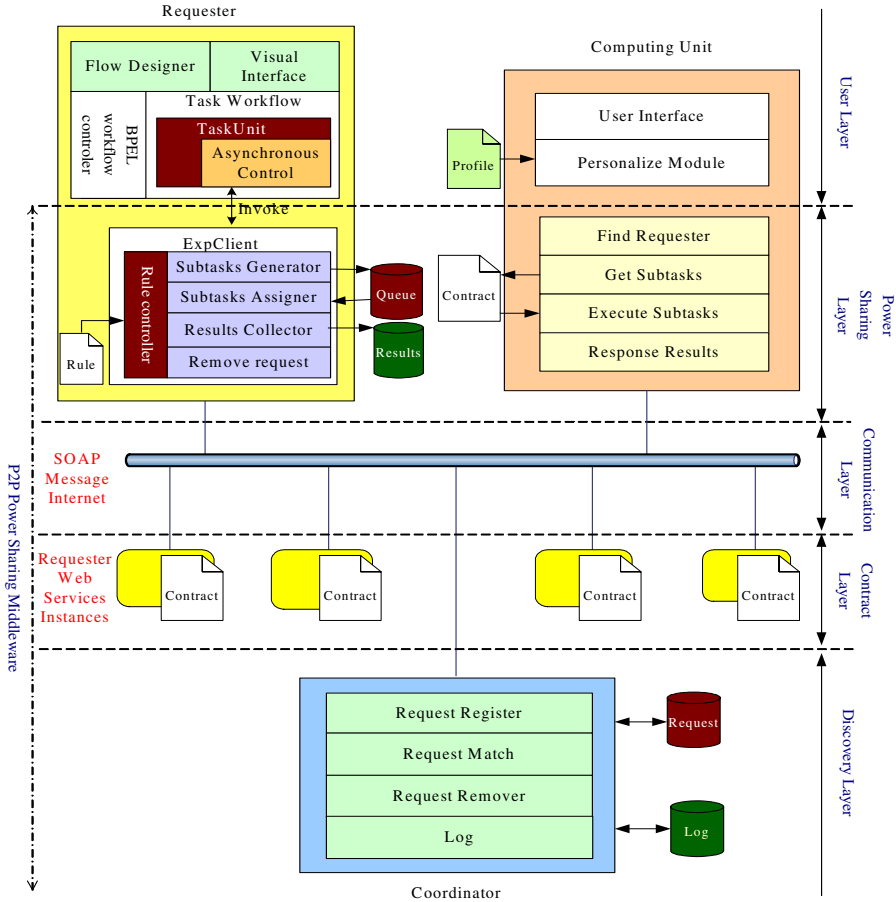 Requester
Flow Designer
Visual
Interface
BPEL
workflow
controler
Task Workflow
TaskUnit
Asynchronous
Control
Invoke
ExpClient
Rule controller
Subtasks Generator
Subtasks Assigner
Results Collector
Remove request
Rule
Queue
Results
Computing Unit
User Interface
Personalize Module
Profile
Find Requester
Get Subtasks
Execute Subtasks
Response Results
Contract
User Layer
Power
Sharing
Layer
Communication
Layer
Contract
Layer
Discovery Layer
P2P Power Sharing Middleware
SOAP
Message
Internet
Requester
Web
Services
Instances
Contract
Contract
Contract
Contract
Request Register
Request Match
Request Remover
Log
Request
Log
Coordinator